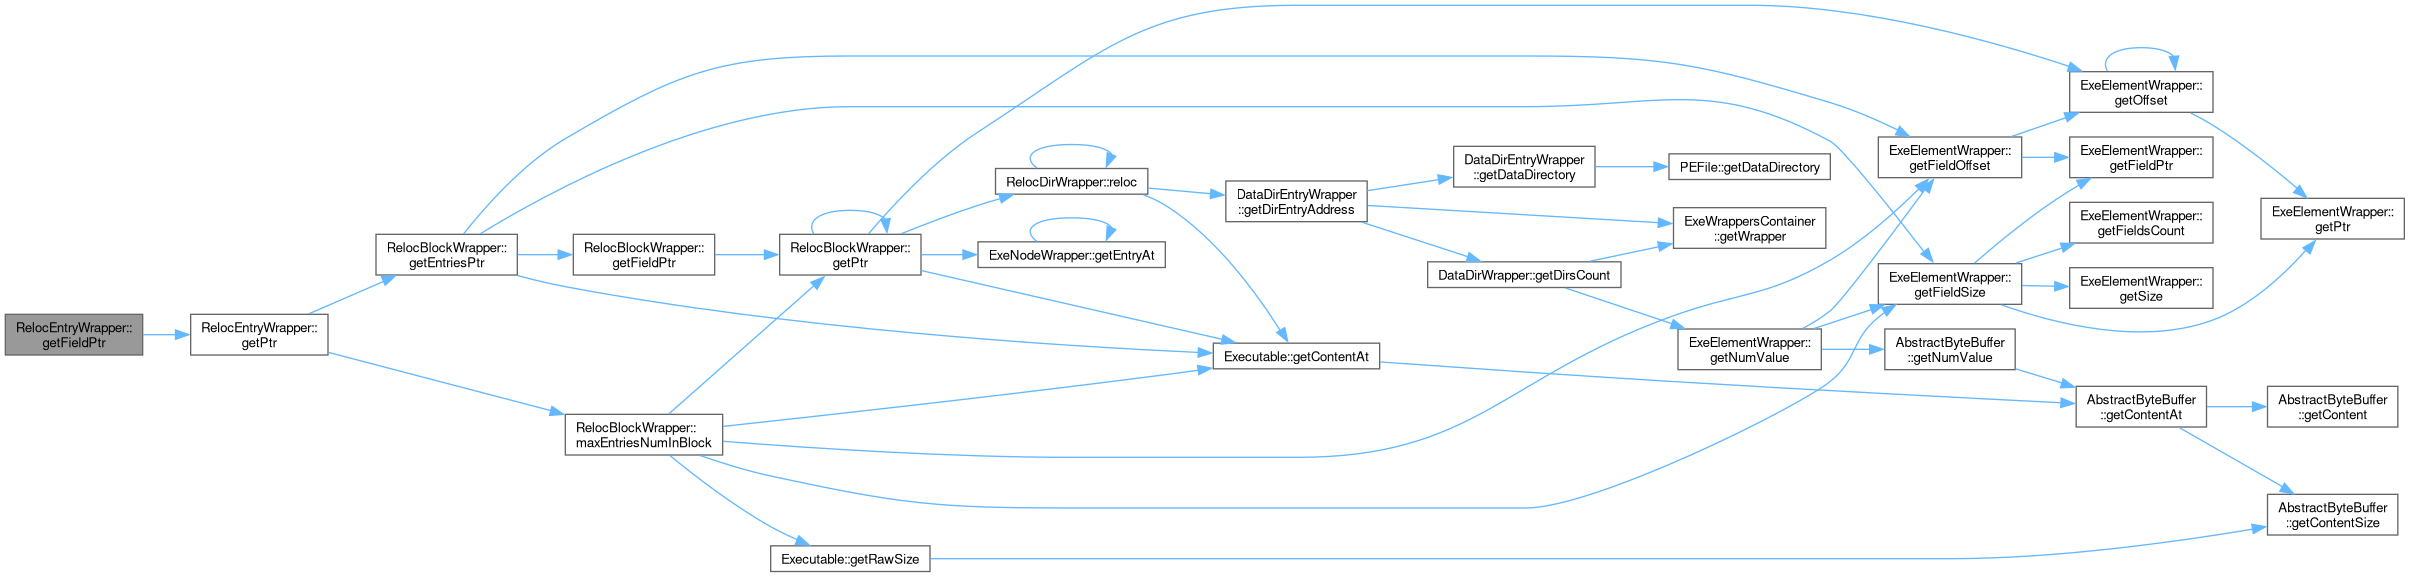 RelocEntryWrapper::
getFieldPtr
RelocEntryWrapper::
getPtr
RelocBlockWrapper::
getEntriesPtr
RelocBlockWrapper::
maxEntriesNumInBlock
RelocBlockWrapper::
getFieldPtr
RelocBlockWrapper::
getPtr
Executable::getRawSize
RelocDirWrapper::reloc
ExeNodeWrapper::getEntryAt
Executable::getContentAt
DataDirEntryWrapper
::getDirEntryAddress
DataDirEntryWrapper
::getDataDirectory
DataDirWrapper::getDirsCount
PEFile::getDataDirectory
ExeWrappersContainer
::getWrapper
ExeElementWrapper::
getNumValue
ExeElementWrapper::
getFieldOffset
ExeElementWrapper::
getFieldSize
AbstractByteBuffer
::getNumValue
ExeElementWrapper::
getOffset
ExeElementWrapper::
getFieldPtr
ExeElementWrapper::
getFieldsCount
ExeElementWrapper::
getSize
AbstractByteBuffer
::getContentAt
ExeElementWrapper::
getPtr
AbstractByteBuffer
::getContent
AbstractByteBuffer
::getContentSize